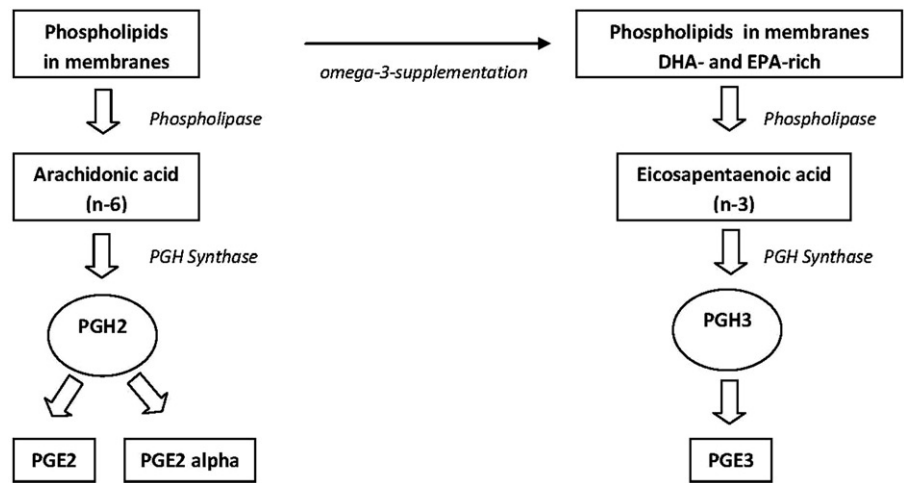 Phospholipids
in membranes
omega-3-supplementation
Phospholipids in membranes
DHA- and EPA-rich
Phospholipase
Phospholipase
Arachidonic acid
(n-6)
Eicosapentaenoic acid
(n-3)
PGH Synthase
PGH Synthase
PGH2
PGH3
PGE2
PGE2 alpha
PGE3